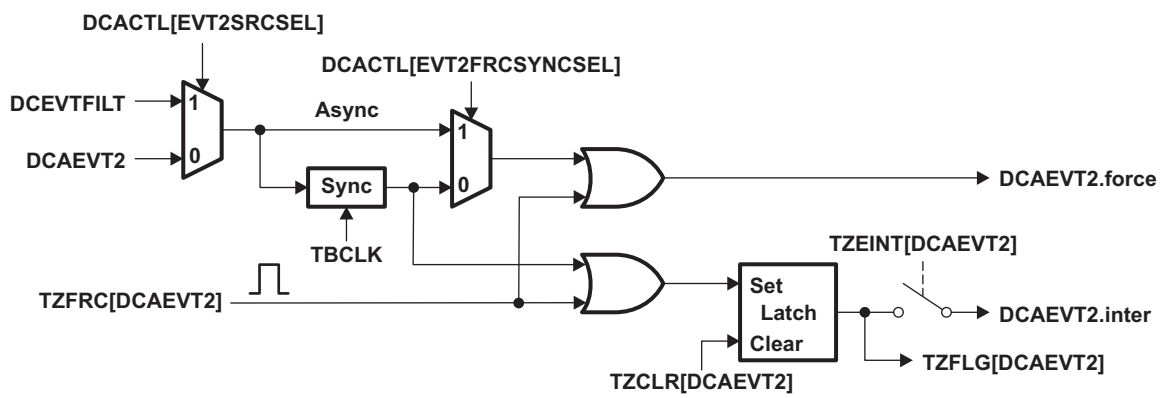 DCACTL[EVT2SRCSEL]
DCACTL[EVT2FRCSYNCSEL]
DCEVTFILT
1
Async
1
DCAEVT2
0
Sync
0
DCAEVT2.force
TBCLK
TZEINT[DCAEVT2]
TZFRC[DCAEVT2]
Set
Latch
DCAEVT2.inter
Clear
TZFLG[DCAEVT2]
TZCLR[DCAEVT2]